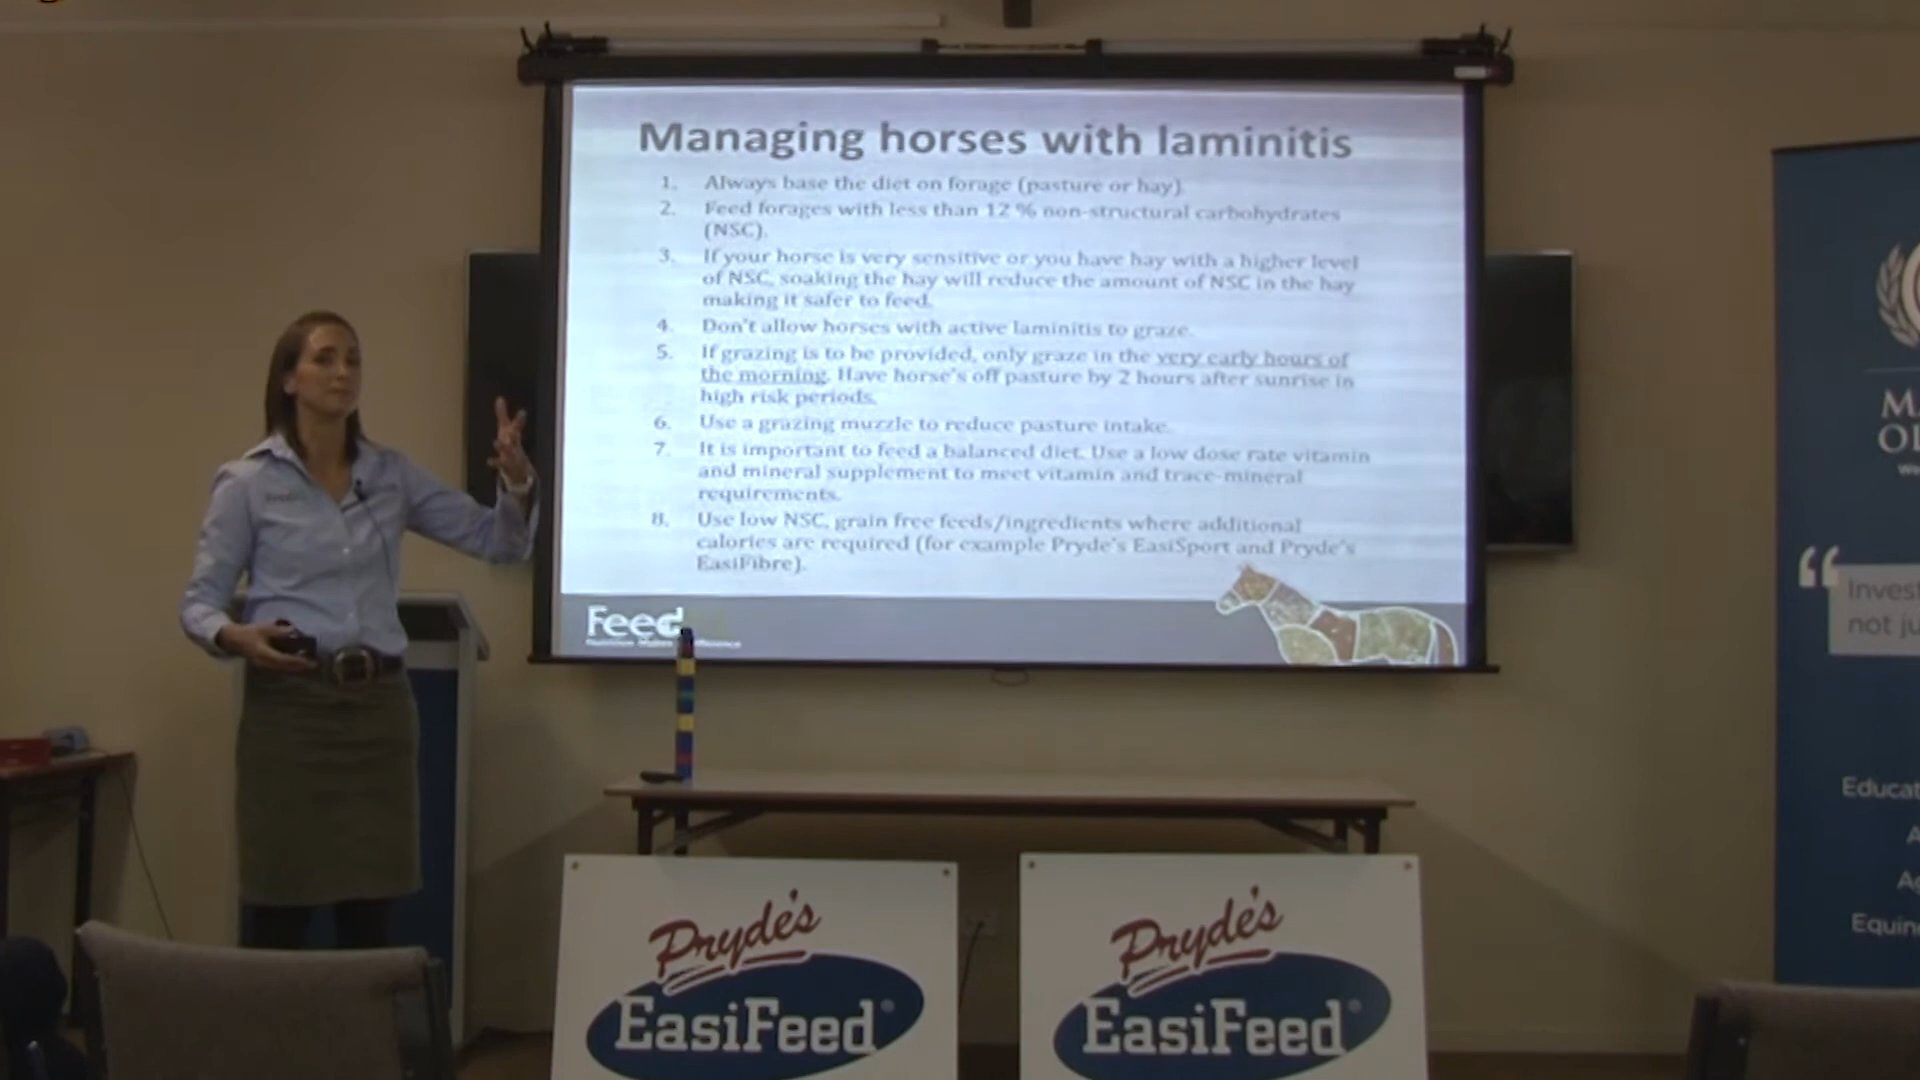 Managing horses with laminitis
1. Always base the diet on forage (pasture or hay).
2. Feed forages with less than 12 % non-structural carbohydrates
(NSC).
3. If your horse is very sensitive or you have hay with a higher level
of NSC, soaking the hay will reduce the amount of NSC in the hay
making it safer to feed.
4. Don't allow horses with active laminitis to graze.
5. If grazing is to be provided, only graze in the very early hours of
the morning. Have horse's off pasture by 2 hours after sunrise in
high risk periods.
6. Use a grazing muzzle to reduce pasture intake.
7. It is important to feed a balanced diet. Use a low dose rate vitamin
and mineral supplement to meet vitamin and trace-mineral
requirements.
8. Use low NSC, grain free feeds/ingredients where additional
calories are required (for example Pryde's EasiSport and Pryde's
EasiFibre).
Feed
Pryde's
EasiFeed®
Pryde's
EasiFeed®
“
Invest
not ju
Educat
Equin